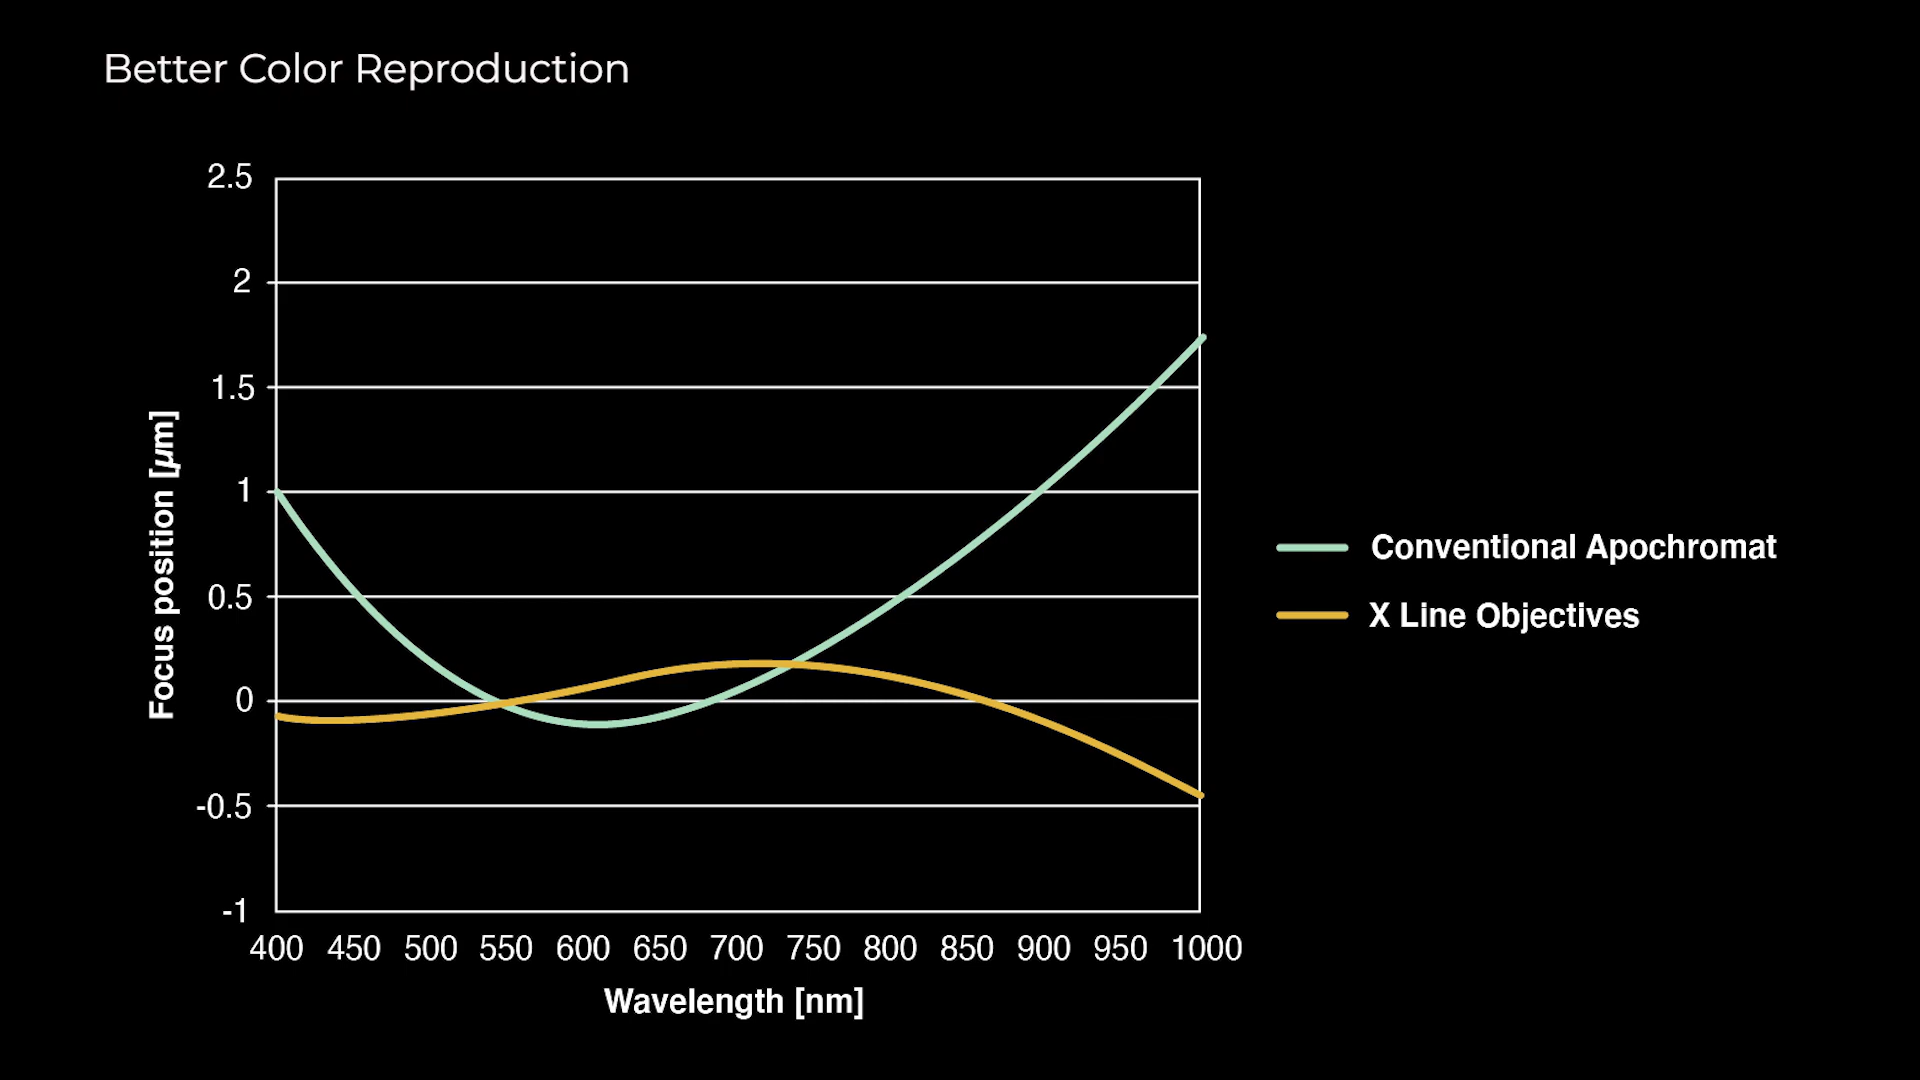 Better Color Reproduction
2.5
2
1.5
1
0.5
0
-0.5
-1
Focus position [µm]
400 450 500 550 600 650 700 750 800 850 900 950 1000
Wavelength [nm]
Conventional Apochromat
X Line Objectives